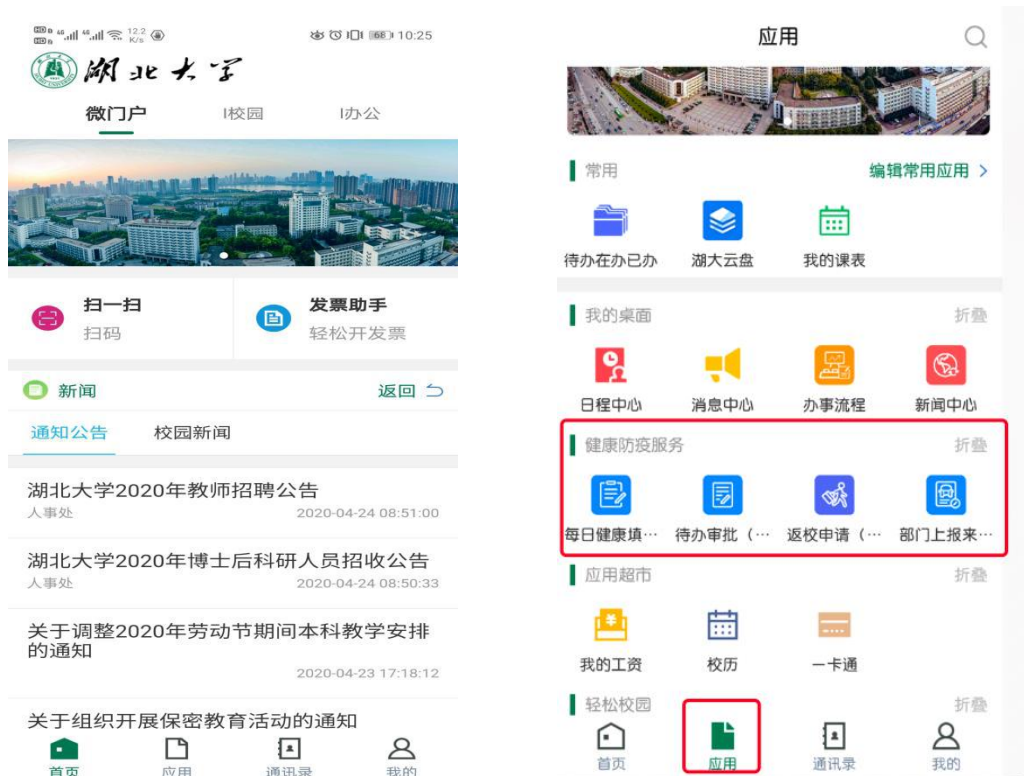 HD 46 46 12.2 K/s 68 10:25
湖北大学
微门户 I校园 I办公
扫一扫
扫码
发票助手
轻松开发票
新闻 返回
通知公告 校园新闻
湖北大学2020年教师招聘公告
人事处 2020-04-24 08:51:00
湖北大学2020年博士后科研人员招收公告
人事处 2020-04-24 08:50:33
关于调整2020年劳动节期间本科教学安排
的通知
2020-04-23 17:18:12
关于组织开展保密教育活动的通知
首页 应用 通讯录 我的
应用
常用 编辑常用应用 >
待办在办已办 湖大云盘 我的课表
我的桌面 折叠
日程中心 消息中心 办事流程 新闻中心
健康防疫服务 折叠
每日健康填… 待办审批（… 返校申请（… 部门上报来…
应用超市 折叠
我的工资 校历 一卡通
轻松校园 折叠
首页 应用 通讯录 我的